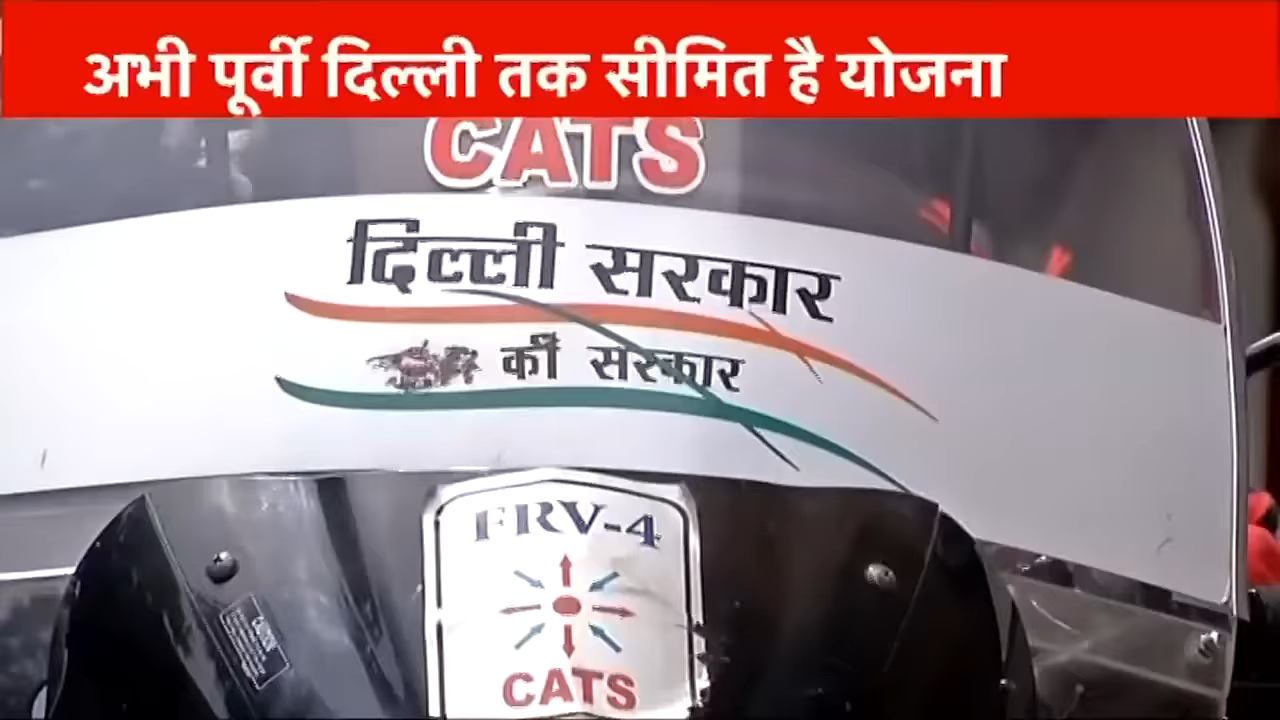 अभी पूर्वी दिल्ली तक सीमित है योजना
CATS
दिल्ली सरकार
की सरकार
FRV-4
CATS